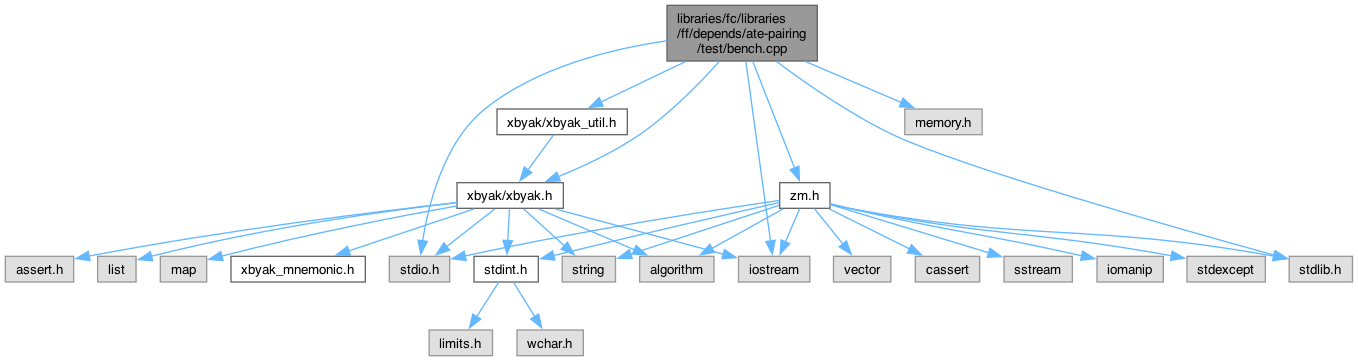 libraries/fc/libraries
/ff/depends/ate-pairing
/test/bench.cpp
xbyak/xbyak_util.h
memory.h
xbyak/xbyak.h
zm.h
assert.h
list
map
xbyak_mnemonic.h
stdio.h
stdint.h
string
algorithm
iostream
vector
cassert
sstream
iomanip
stdexcept
stdlib.h
limits.h
wchar.h